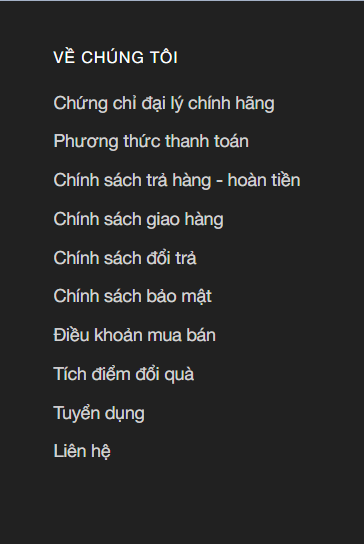 VỀ CHÚNG TÔI
Chứng chỉ đại lý chính hãng
Phương thức thanh toán
Chính sách trả hàng - hoàn tiền
Chính sách giao hàng
Chính sách đổi trả
Chính sách bảo mật
Điều khoản mua bán
Tích điểm đổi quà
Tuyển dụng
Liên hệ